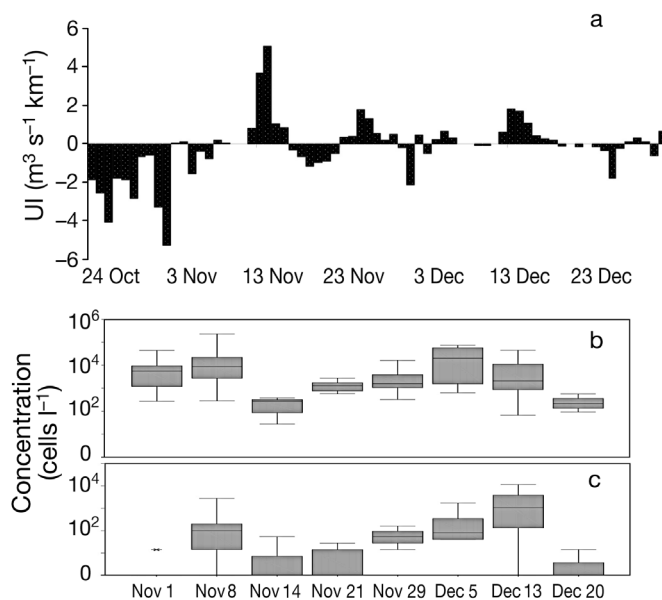 a
6
4
2
0
−2
−4
−6
UI (m³ s⁻¹ km⁻¹)
24 Oct 3 Nov 13 Nov 23 Nov 3 Dec 13 Dec 23 Dec
b
10⁶
10⁴
10²
0
Concentration
(cells l⁻¹)
c
10⁴
10²
0
Nov 1 Nov 8 Nov 14 Nov 21 Nov 29 Dec 5 Dec 13 Dec 20